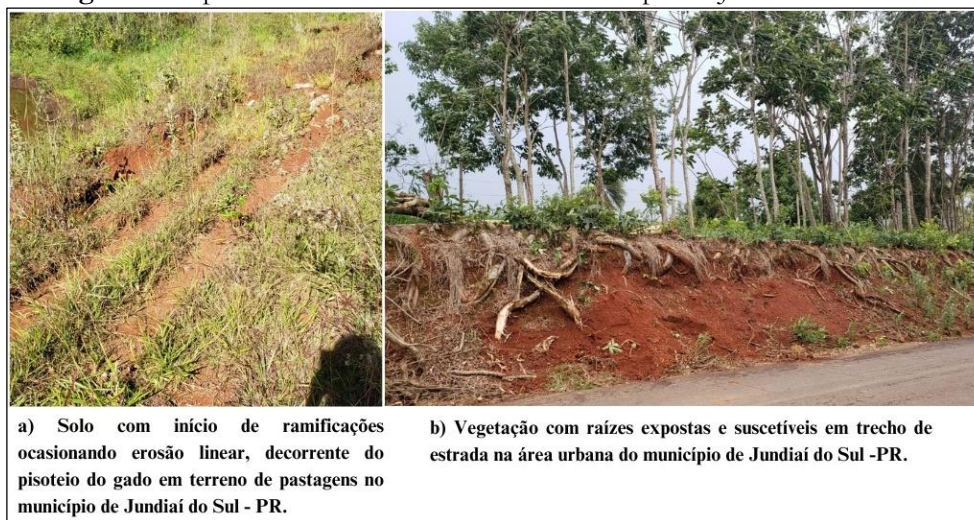 a) Solo com início de ramificações
ocasionando erosão linear, decorrente do
pisoteio do gado em terreno de pastagens no
município de Jundiaí do Sul - PR.
b) Vegetação com raízes expostas e suscetíveis em trecho de
estrada na área urbana do município de Jundiaí do Sul -PR.